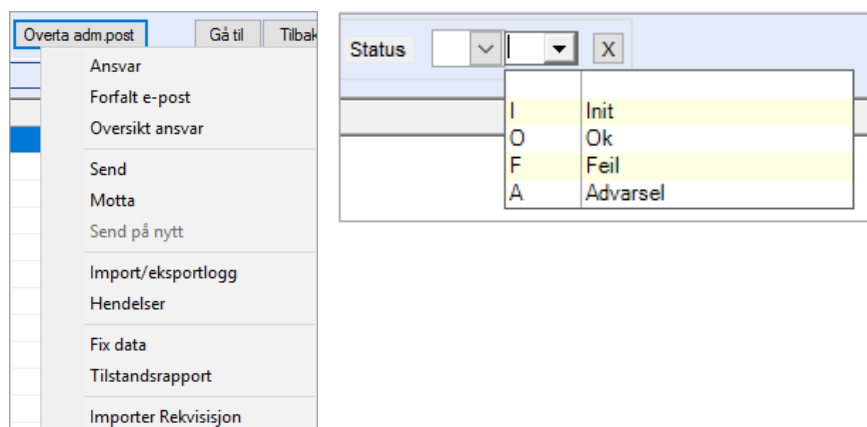 Overta adm.post Gå til Tilbak
Ansvar
Forfalt e-post
Oversikt ansvar
Send
Motta
Send på nytt
Import/eksportlogg
Hendelser
Fix data
Tilstandsrapport
Importer Rekvisisjon
Status X
I Init
O Ok
F Feil
A Advarsel